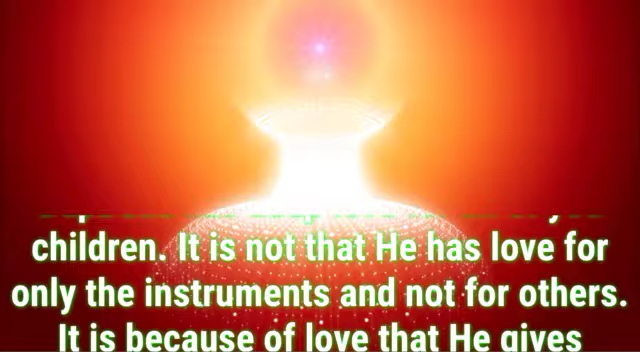 children. It is not that He has love for
only the instruments and not for others.
It is because of love that He gives